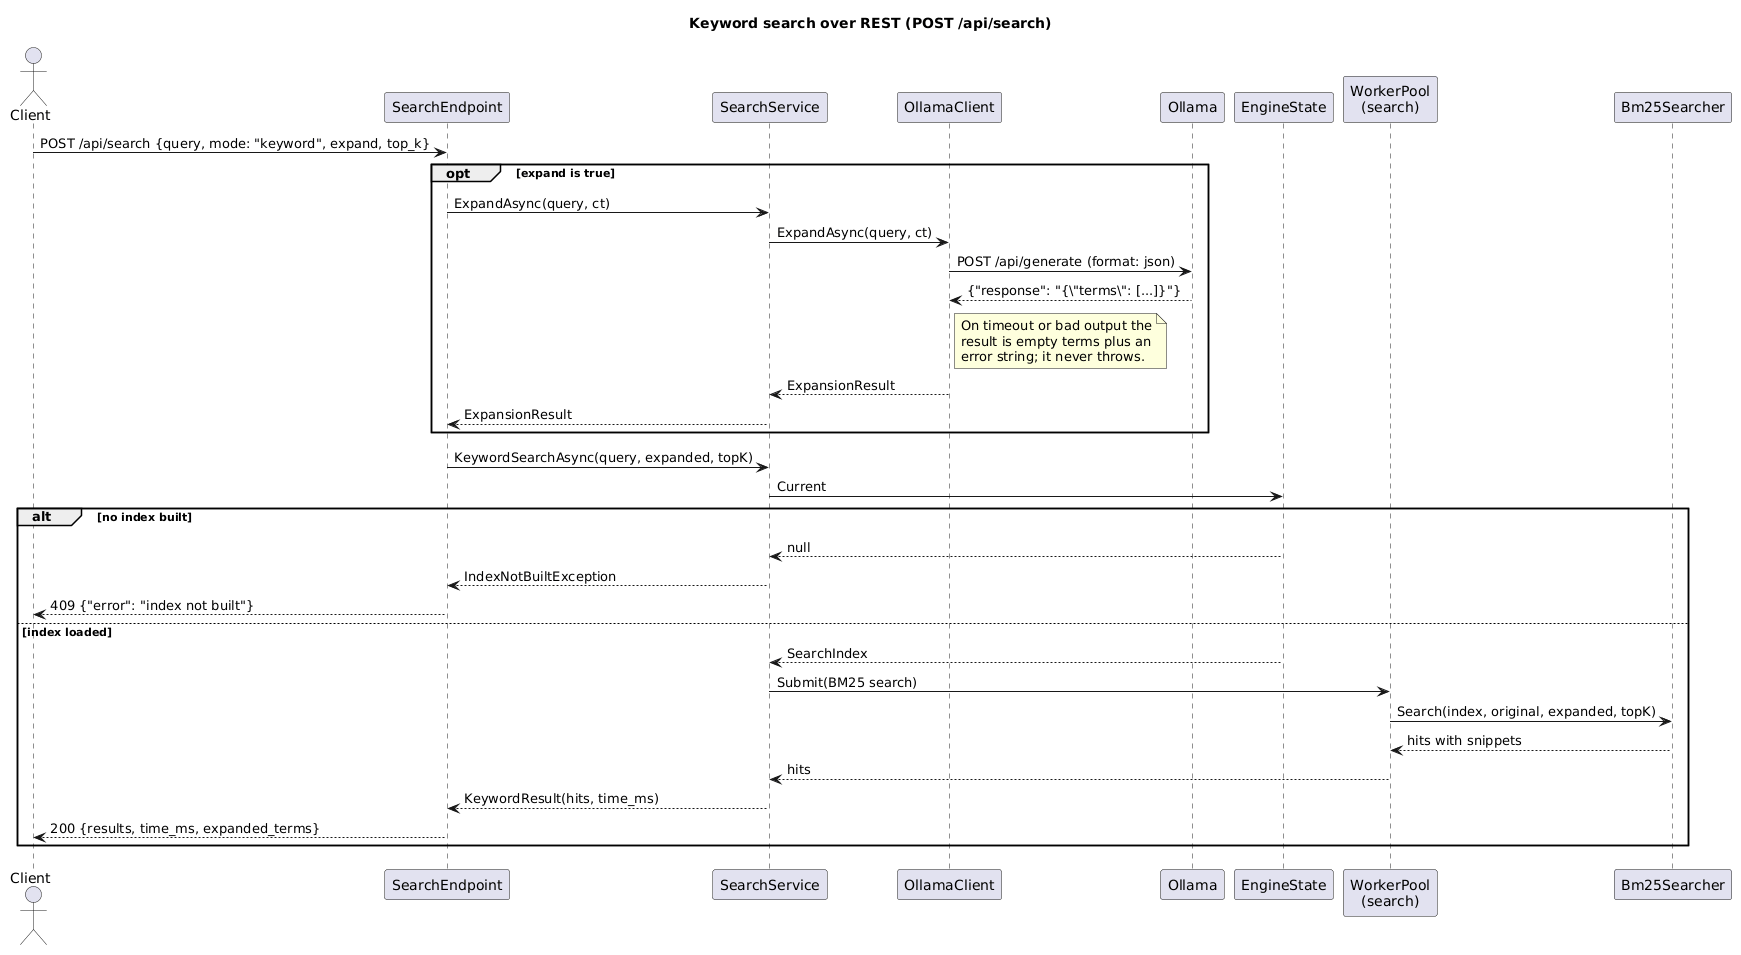 Keyword search over REST (POST /api/search)
Client
SearchEndpoint
SearchService
OllamaClient
Ollama
EngineState
WorkerPool
(search)
Bm25Searcher
POST /api/search {query, mode: "keyword", expand, top_k}
opt
[expand is true]
ExpandAsync(query, ct)
ExpandAsync(query, ct)
POST /api/generate (format: json)
{"response": "{\"terms\": [...]}"}
On timeout or bad output the
result is empty terms plus an
error string; it never throws.
ExpansionResult
ExpansionResult
KeywordSearchAsync(query, expanded, topK)
Current
alt
[no index built]
null
IndexNotBuiltException
409 {"error": "index not built"}
[index loaded]
SearchIndex
Submit(BM25 search)
Search(index, original, expanded, topK)
hits with snippets
hits
KeywordResult(hits, time_ms)
200 {results, time_ms, expanded_terms}
Client
SearchEndpoint
SearchService
OllamaClient
Ollama
EngineState
WorkerPool
(search)
Bm25Searcher